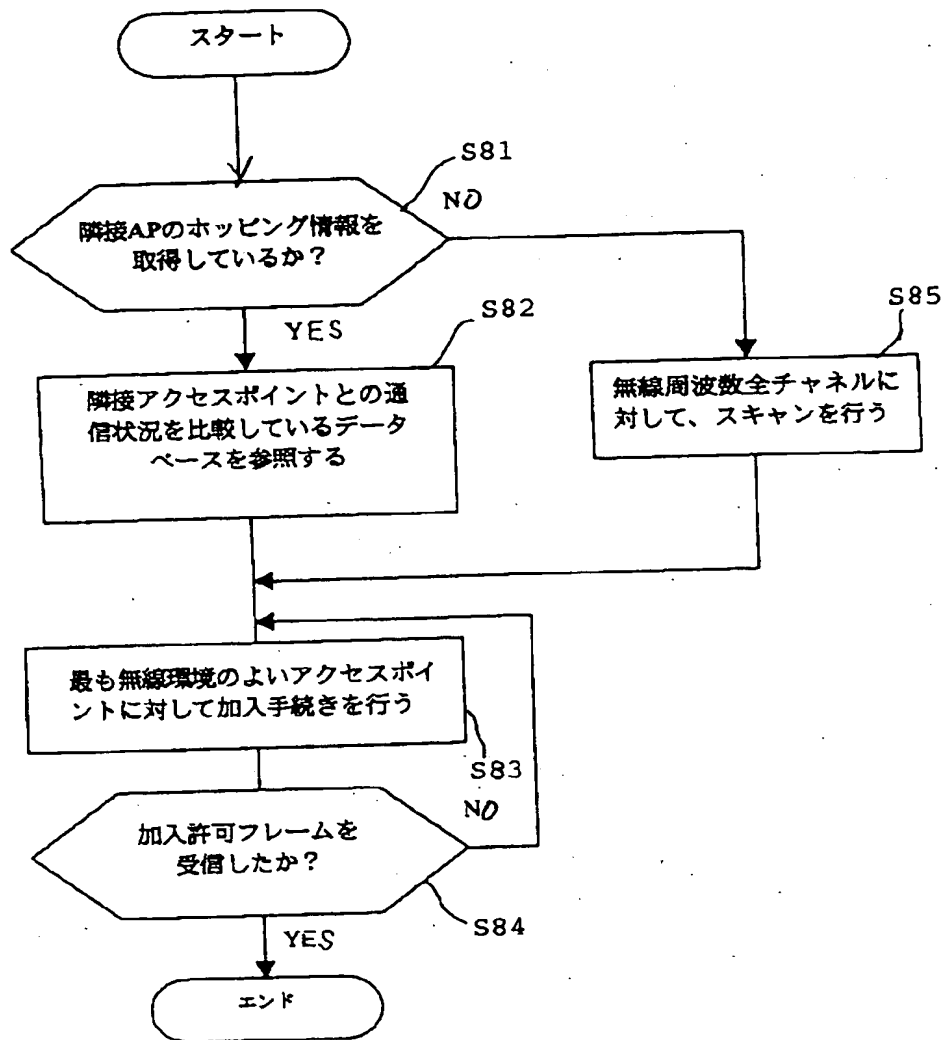 スタート
S81
NO
隣接APのホッピング情報を
取得しているか？
YES
S82
S85
隣接アクセスポイントとの通
信状況を比較しているデータ
ベースを参照する
無線周波数全チャネルに
対して、スキャンを行う
最も無線環境のよいアクセスポイ
ントに対して加入手続きを行う
S83
NO
加入許可フレームを
受信したか？
S84
YES
エンド